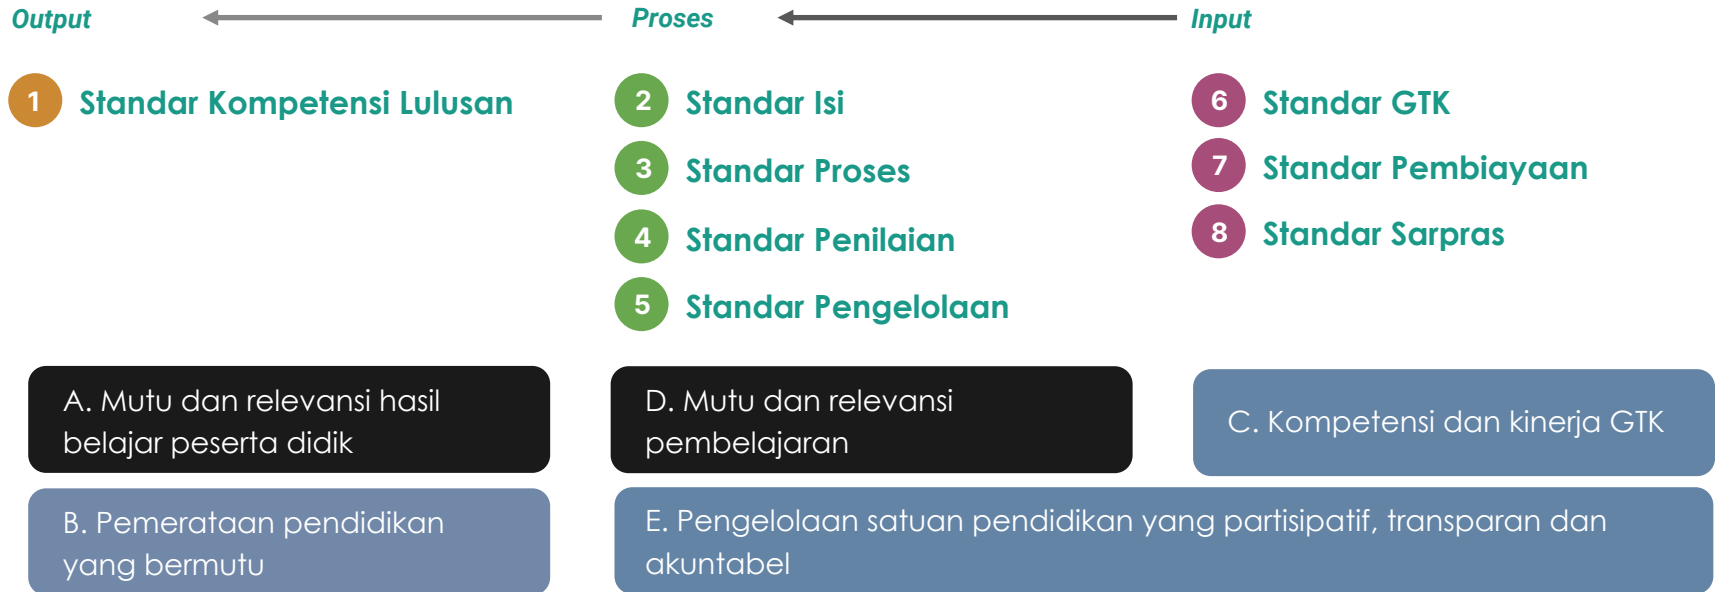 Output
Proses
Input
1 Standar Kompetensi Lulusan
2 Standar Isi
3 Standar Proses
4 Standar Penilaian
5 Standar Pengelolaan
6 Standar GTK
7 Standar Pembiayaan
8 Standar Sarpras
A. Mutu dan relevansi hasil
belajar peserta didik
D. Mutu dan relevansi
pembelajaran
C. Kompetensi dan kinerja GTK
B. Pemerataan pendidikan
yang bermutu
E. Pengelolaan satuan pendidikan yang partisipatif, transparan dan
akuntabel